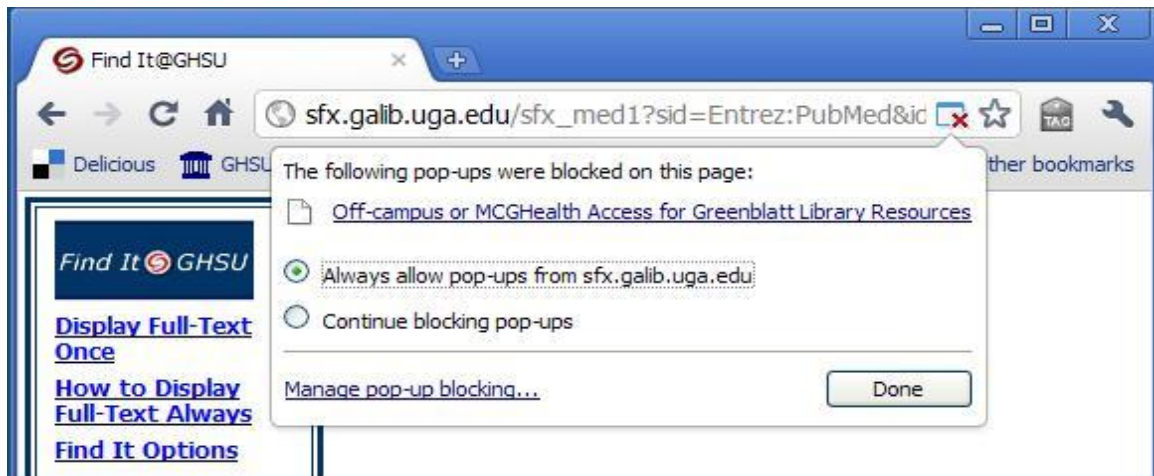 Find It@GHSU
sfx.galib.uga.edu/sfx_med1?sid=Entrez:PubMed&id
TAG
Delicious
GHSU
ther bookmarks
The following pop-ups were blocked on this page:
Off-campus or MCGHealth Access for Greenblatt Library Resources
Always allow pop-ups from sfx.galib.uga.edu
Continue blocking pop-ups
Manage pop-up blocking...
Done
Find It GHSU
Display Full-Text
Once
How to Display
Full-Text Always
Find It Options